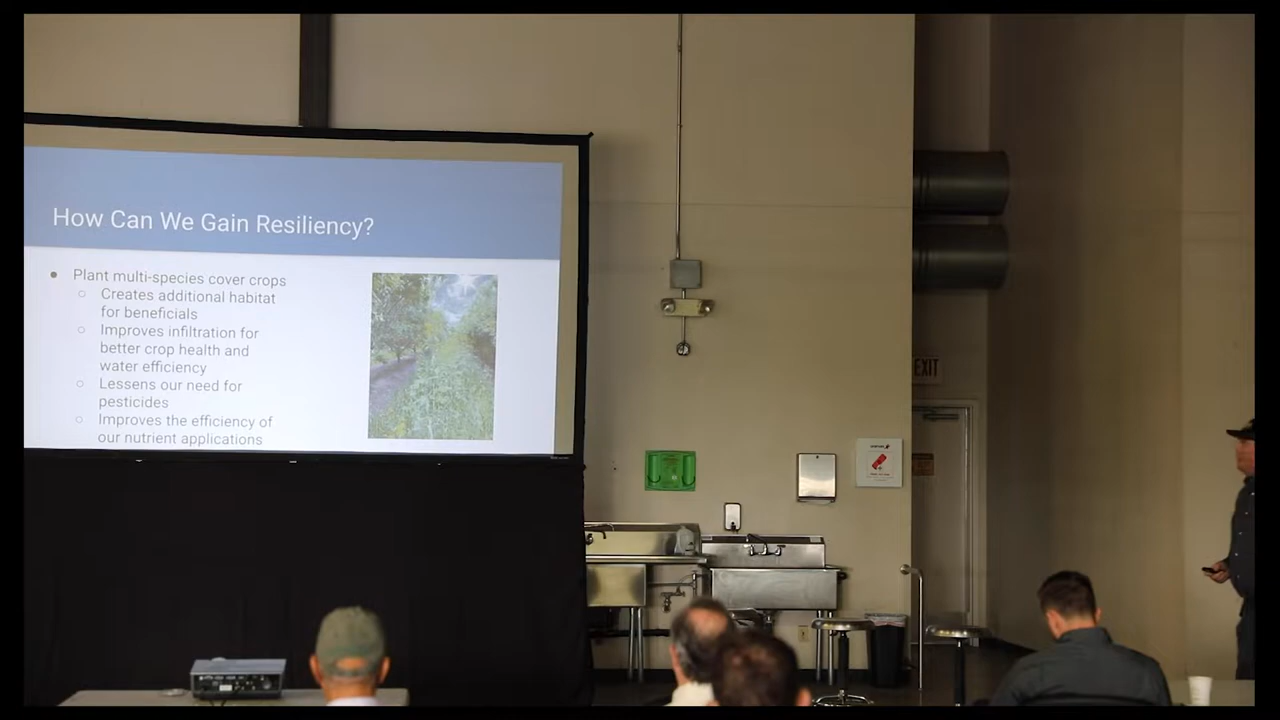 How Can We Gain Resiliency?
Plant multi-species cover crops
Creates additional habitat
for beneficials
Improves infiltration for
better crop health and
water efficiency
Lessens our need for
pesticides
Improves the efficiency of
our nutrient applications
EXIT